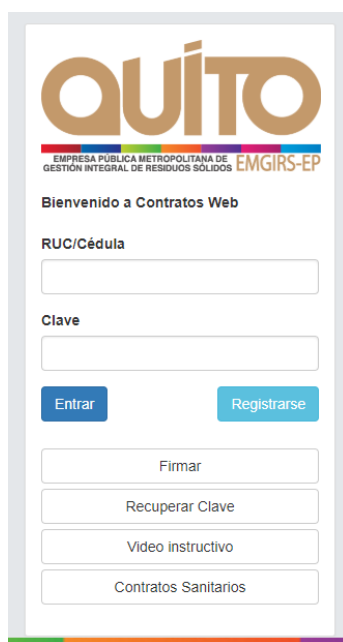 QUÍTO
EMPRESA PÚBLICA METROPOLITANA DE
GESTIÓN INTEGRAL DE RESIDUOS SÓLIDOS EMGIRS-EP
Bienvenido a Contratos Web
RUC/Cédula
Clave
Entrar Registrarse
Firmar
Recuperar Clave
Video instructivo
Contratos Sanitarios